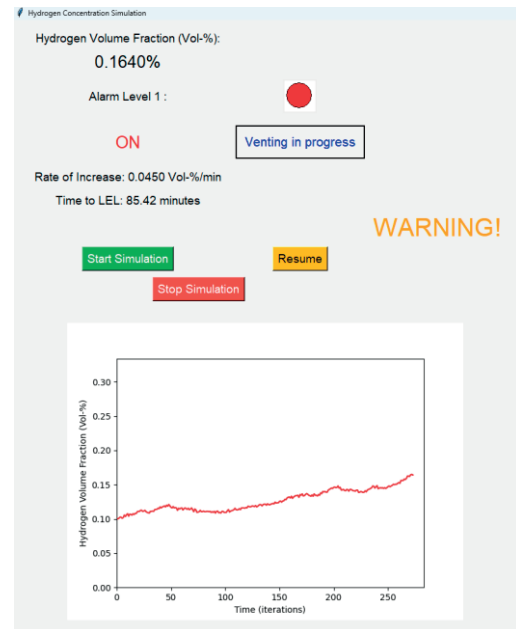 Hydrogen Concentration Simulation
Hydrogen Volume Fraction (Vol-%):
0.1640%
Alarm Level 1 :
ON
Venting in progress
Rate of Increase: 0.0450 Vol-%/min
Time to LEL: 85.42 minutes
WARNING!
Start Simulation
Resume
Stop Simulation
Hydrogen Volume Fraction (Vol-%)
0.30
0.25
0.20
0.15
0.10
0.05
0.00
0 50 100 150 200 250
Time (iterations)